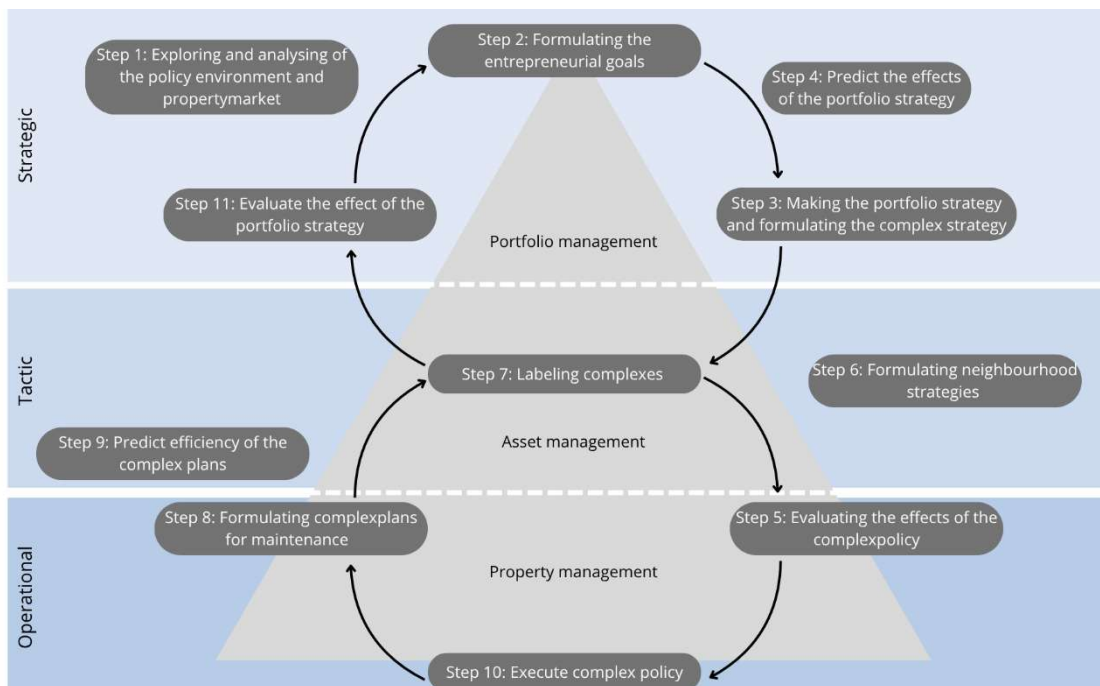 Strategic
Step 1: Exploring and analysing of
the policy environment and
propertymarket
Step 2: Formulating the
entrepreneurial goals
Step 4: Predict the effects
of the portfolio strategy
Step 11: Evaluate the effect of the
portfolio strategy
Step 3: Making the portfolio strategy
and formulating the complex strategy
Portfolio management
Tactic
Step 7: Labeling complexes
Step 6: Formulating neighbourhood
strategies
Step 9: Predict efficiency of the
complex plans
Asset management
Operational
Step 8: Formulating complexplans
for maintenance
Step 5: Evaluating the effects of the
complexpolicy
Property management
Step 10: Execute complex policy